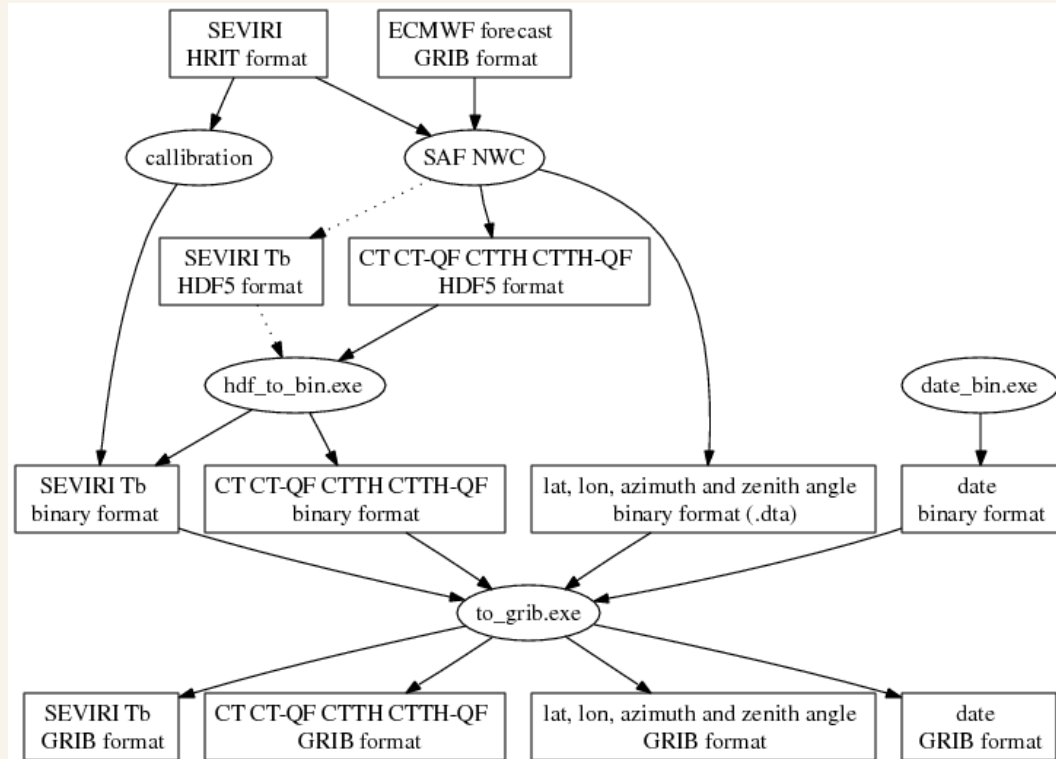 SEVIRI
HRIT format
ECMWF forecast
GRIB format
callibration
SAF NWC
SEVIRI Tb
HDF5 format
CT CT-QF CTTH CTTH-QF
HDF5 format
hdf_to_bin.exe
date_bin.exe
SEVIRI Tb
binary format
CT CT-QF CTTH CTTH-QF
binary format
lat, lon, azimuth and zenith angle
binary format (.dta)
date
binary format
to_grib.exe
SEVIRI Tb
GRIB format
CT CT-QF CTTH CTTH-QF
GRIB format
lat, lon, azimuth and zenith angle
GRIB format
date
GRIB format